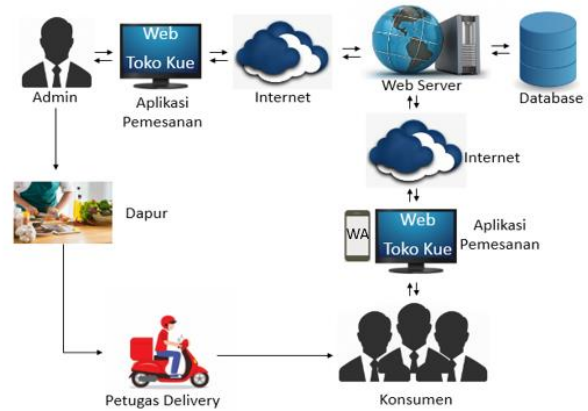 Web
Toko Kue
Admin
Aplikasi
Pemesanan
Internet
Web Server
Database
Internet
Dapur
WA
Web
Toko Kue
Aplikasi
Pemesanan
Petugas Delivery
Konsumen